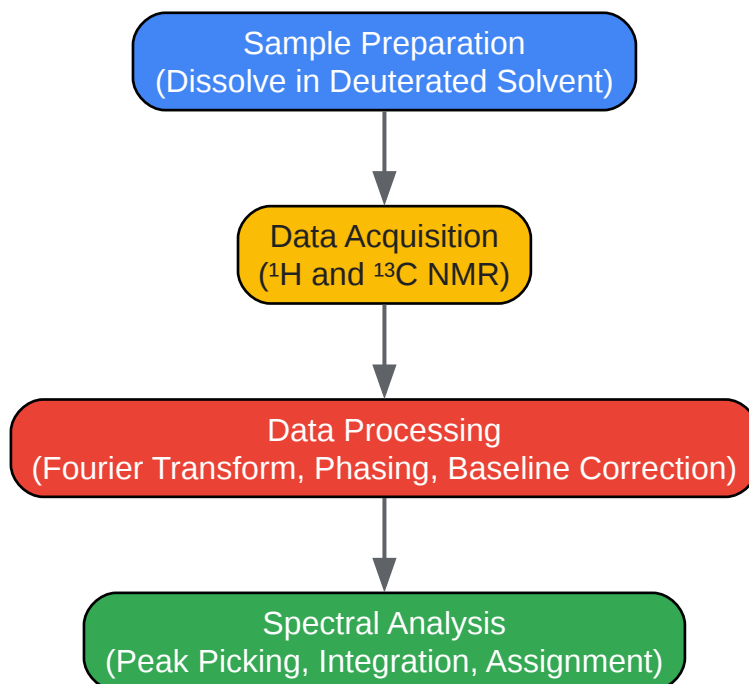 Sample Preparation
(Dissolve in Deuterated Solvent)
Data Acquisition
(¹H and ¹³C NMR)
Data Processing
(Fourier Transform, Phasing, Baseline Correction)
Spectral Analysis
(Peak Picking, Integration, Assignment)